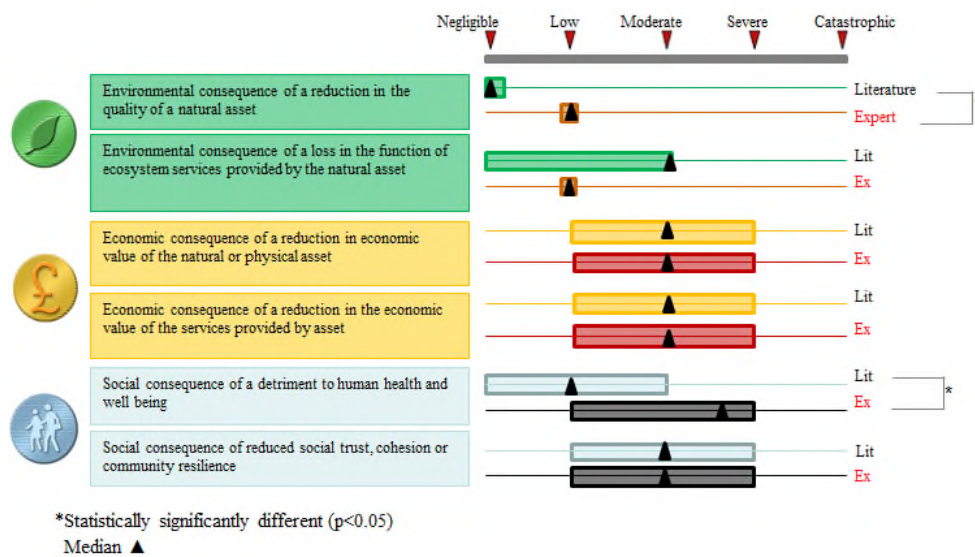 Negligible Low Moderate Severe Catastrophic
Environmental consequence of a reduction in the
quality of a natural asset
Literature
Expert
Environmental consequence of a loss in the function of
ecosystem services provided by the natural asset
Lit
Ex
£
Economic consequence of a reduction in economic
value of the natural or physical asset
Lit
Ex
Economic consequence of a reduction in the economic
value of the services provided by asset
Lit
Ex
Social consequence of a detriment to human health and
well being
Lit
Ex
*
Social consequence of reduced social trust, cohesion or
community resilience
Lit
Ex
*Statistically significantly different (p<0.05)
Median ▲